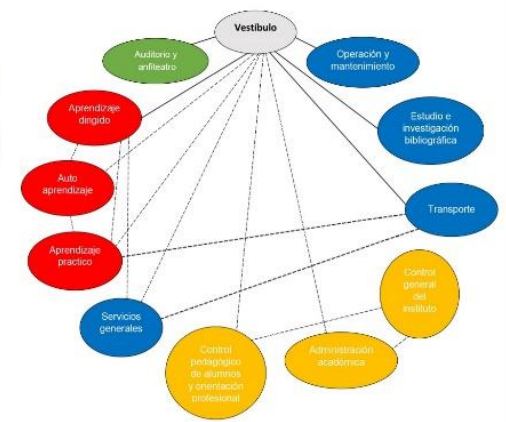 Vestíbulo
Auditorio y
anfiteatro
Operación y
mantenimiento
Aprendizaje
dirigido
Estudio e
investigación
bibliográfica
Auto
aprendizaje
Transporte
Aprendizaje
practico
Control
general
del
instituto
Servicios
generales
Control
pedagógico
de alumnos
y orientación
profesional
Administración
académica